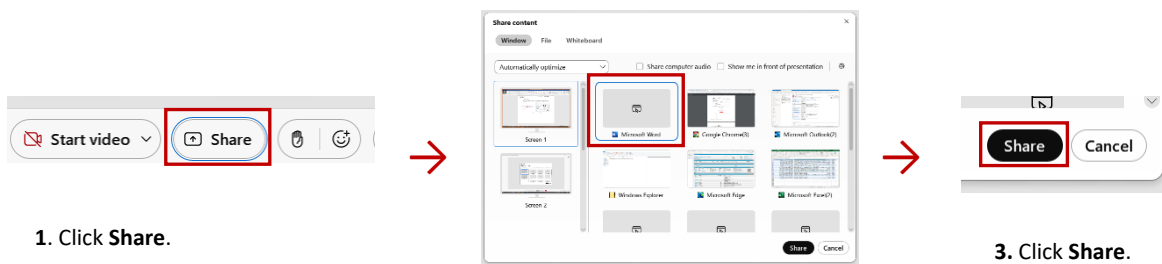 Start video
Share
1. Click Share.
Share content
Window File Whiteboard
Automatically optimize
Share computer audio Show me in front of presentation
Screen 1
Screen 2
Microsoft Word Google Chrome(8) Microsoft Outlook(2)
Windows Explorer Microsoft Edge Microsoft Excel(2)
Share Cancel
Share Cancel
3. Click Share.